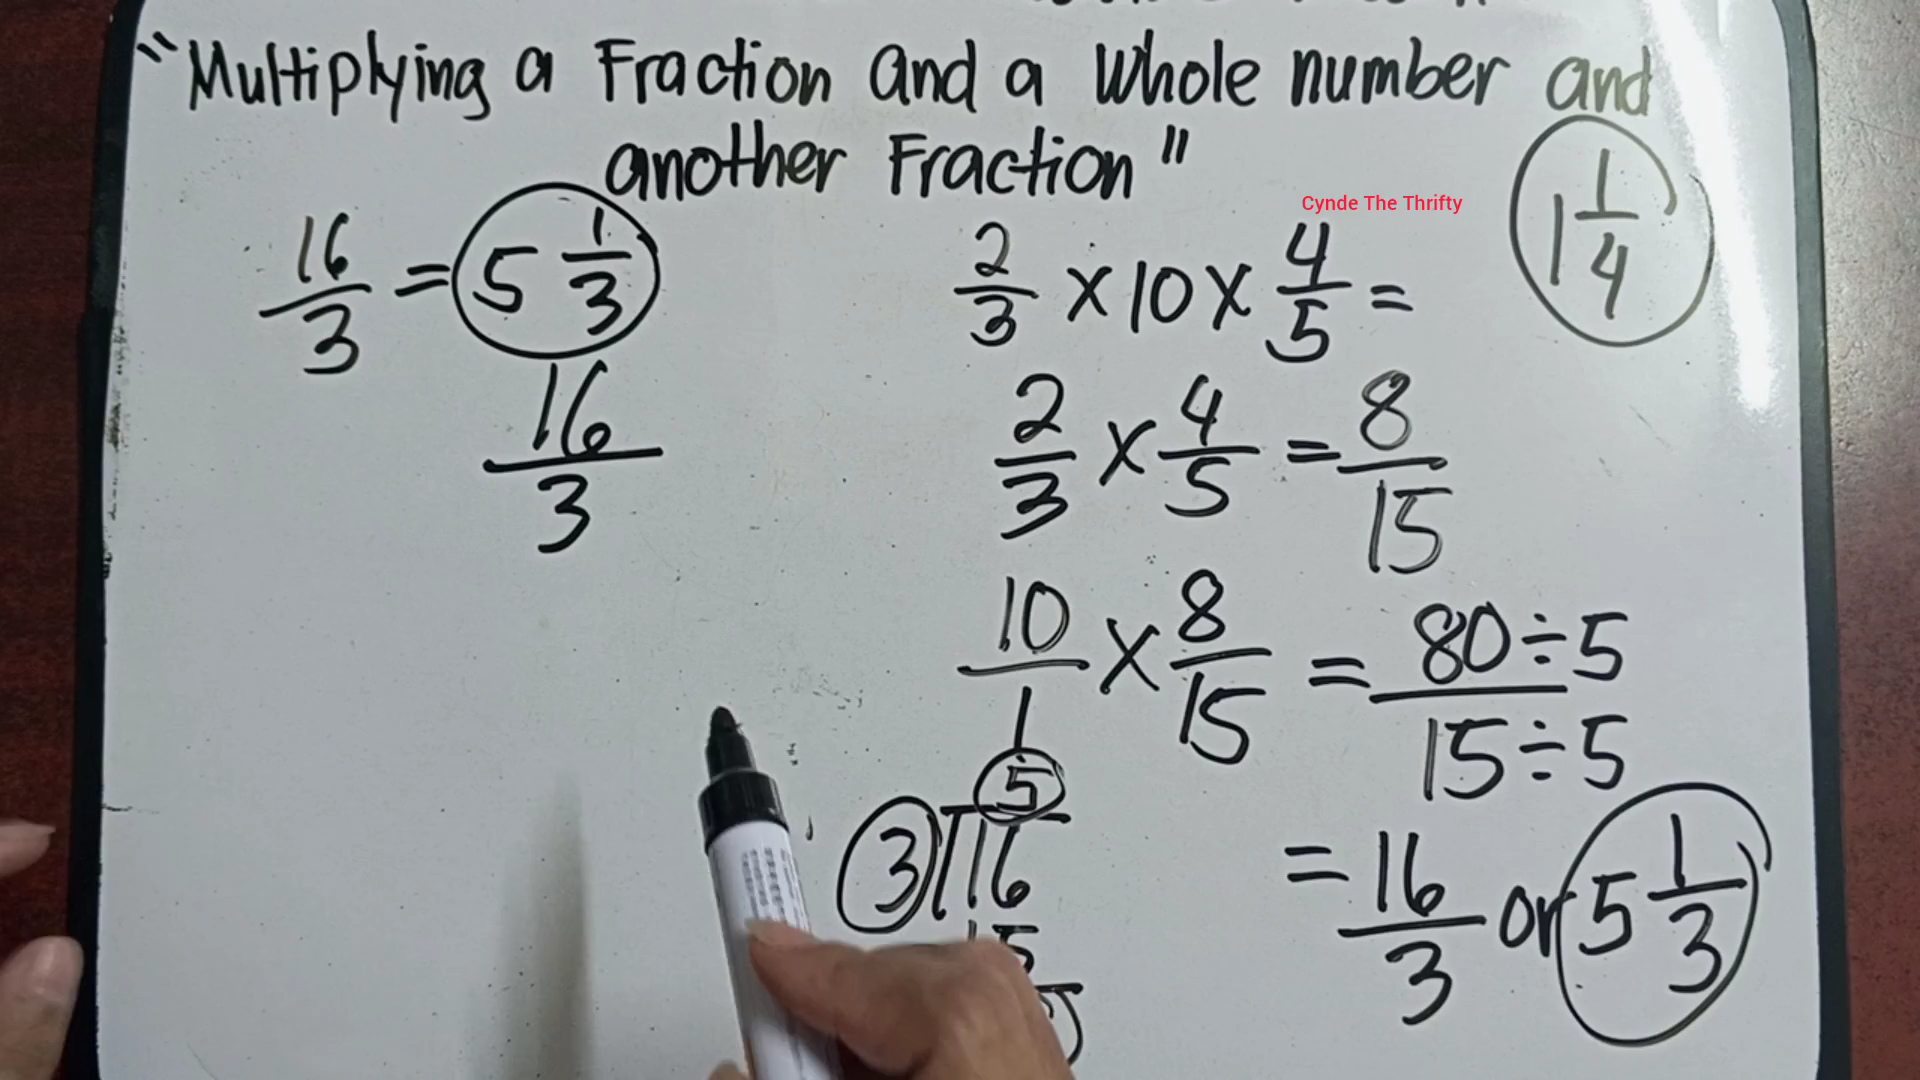 "Multiplying a Fraction and a Whole number and
another Fraction"
Cynde The Thrifty
1 1/4
16/3 = 5 1/3
16/3
2/3 x 10 x 4/5 =
2/3 x 4/5 = 8/15
10/1 x 8/15 = 80÷5/15÷5
= 16/3 or 5 1/3
5
3 16
15